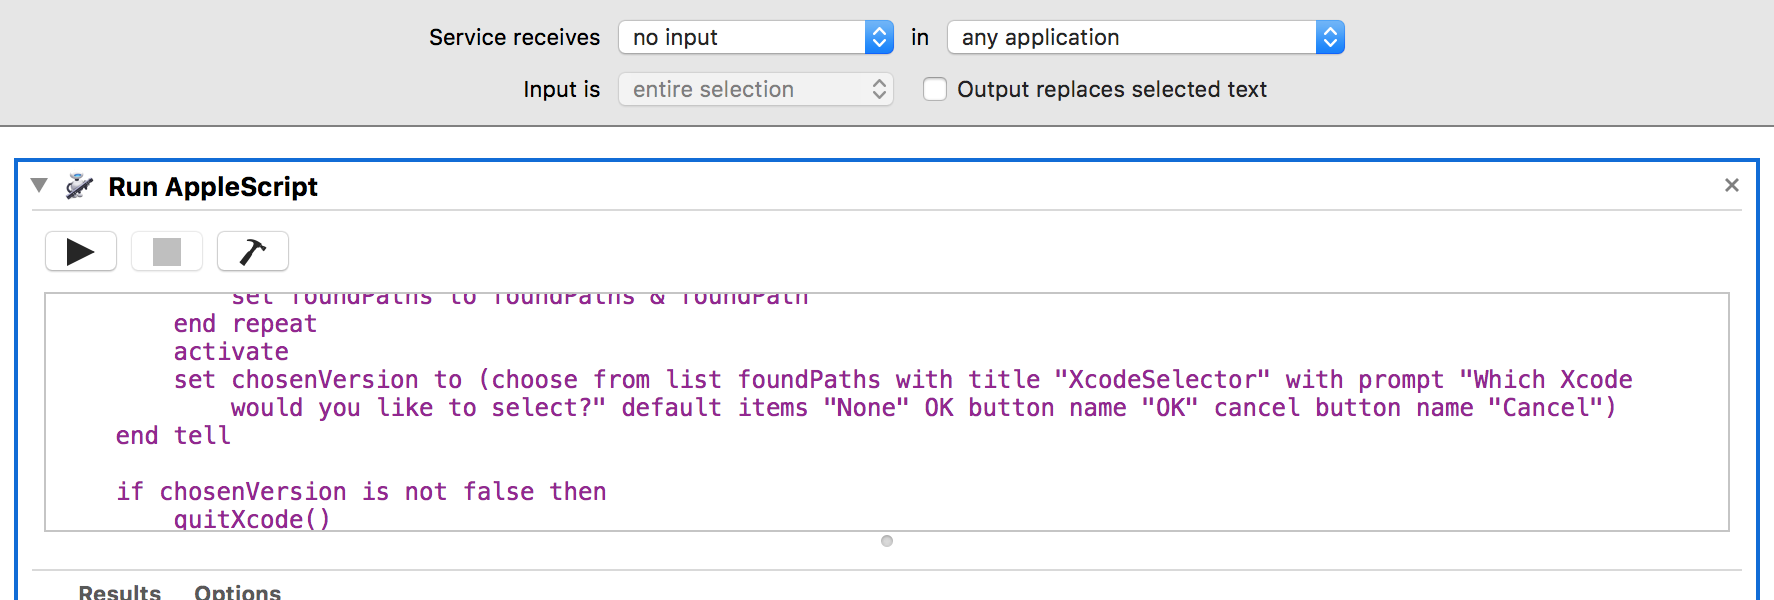 Service receives no input in any application
Input is entire selection Output replaces selected text
Run AppleScript
set foundPaths to foundPaths & foundPath
end repeat
activate
set chosenVersion to (choose from list foundPaths with title "XcodeSelector" with prompt "Which Xcode
would you like to select?" default items "None" OK button name "OK" cancel button name "Cancel")
end tell
if chosenVersion is not false then
quitXcode()
Results Options